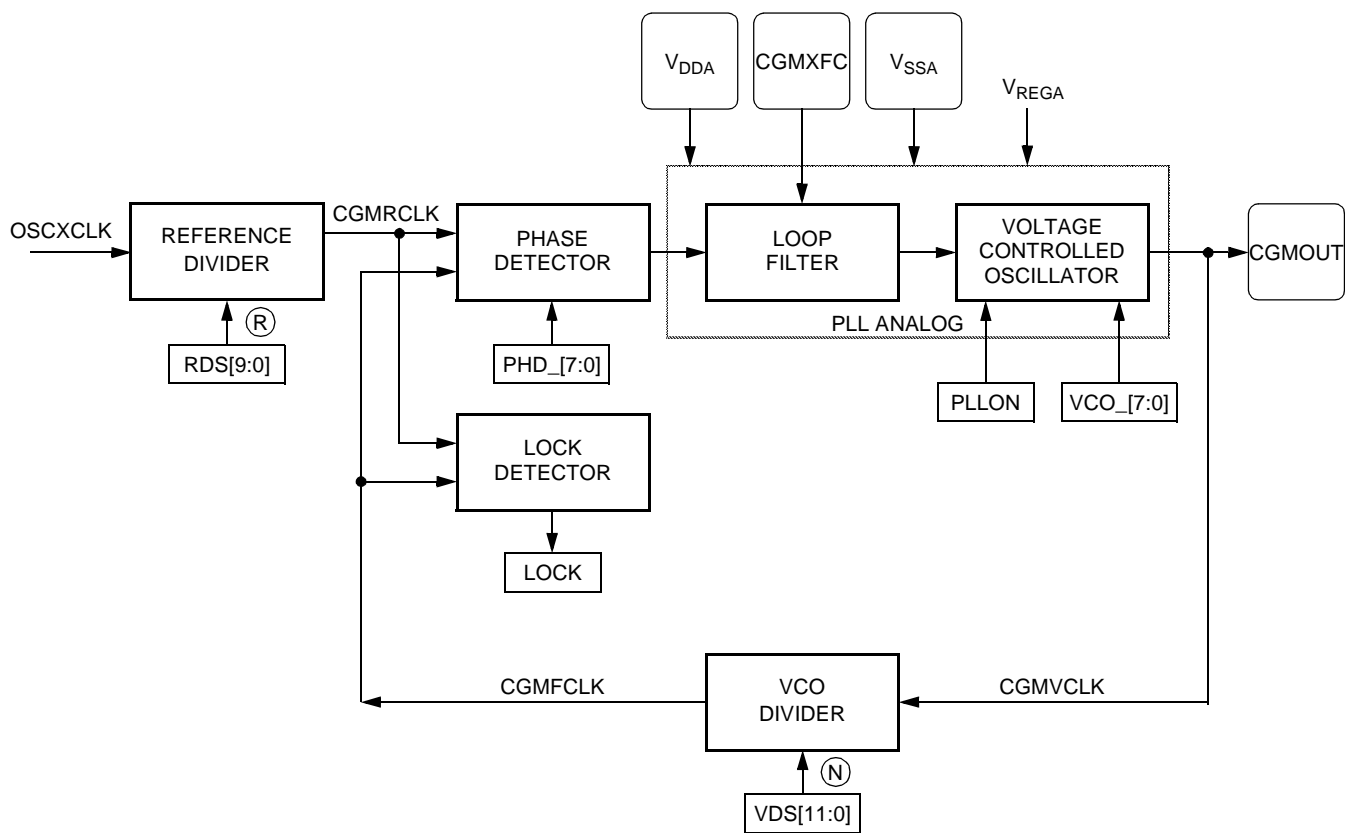 VDDA
CGMXFC
VSSA
VREGA
OSCXCLK
REFERENCE
DIVIDER
CGMRCLK
PHASE
DETECTOR
LOOP
FILTER
VOLTAGE
CONTROLLED
OSCILLATOR
CGMOUT
PLL ANALOG
R
RDS[9:0]
PHD_[7:0]
PLLON
VCO_[7:0]
LOCK
DETECTOR
LOCK
CGMFCLK
VCO
DIVIDER
CGMVCLK
N
VDS[11:0]